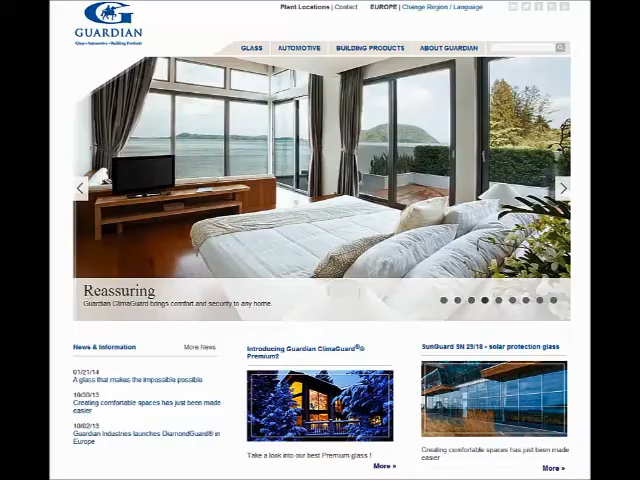 Plant Locations | Contact EUROPE | Change Region / Language
GUARDIAN
Glass • Automotive • Building Products
GLASS AUTOMOTIVE BUILDING PRODUCTS ABOUT GUARDIAN
Reassuring
Guardian ClimaGuard brings comfort and security to any home.
News & Information More News
01/21/14
A glass that makes the impossible possible
10/30/13
Creating comfortable spaces has just been made
easier
10/02/13
Guardian Industries launches DiamondGuard® in
Europe
Introducing Guardian ClimaGuard®®
Premium2
Take a look into our best Premium glass !
More »
SunGuard SN 29/18 - solar protection glass
Creating comfortable spaces has just been made
easier
More »